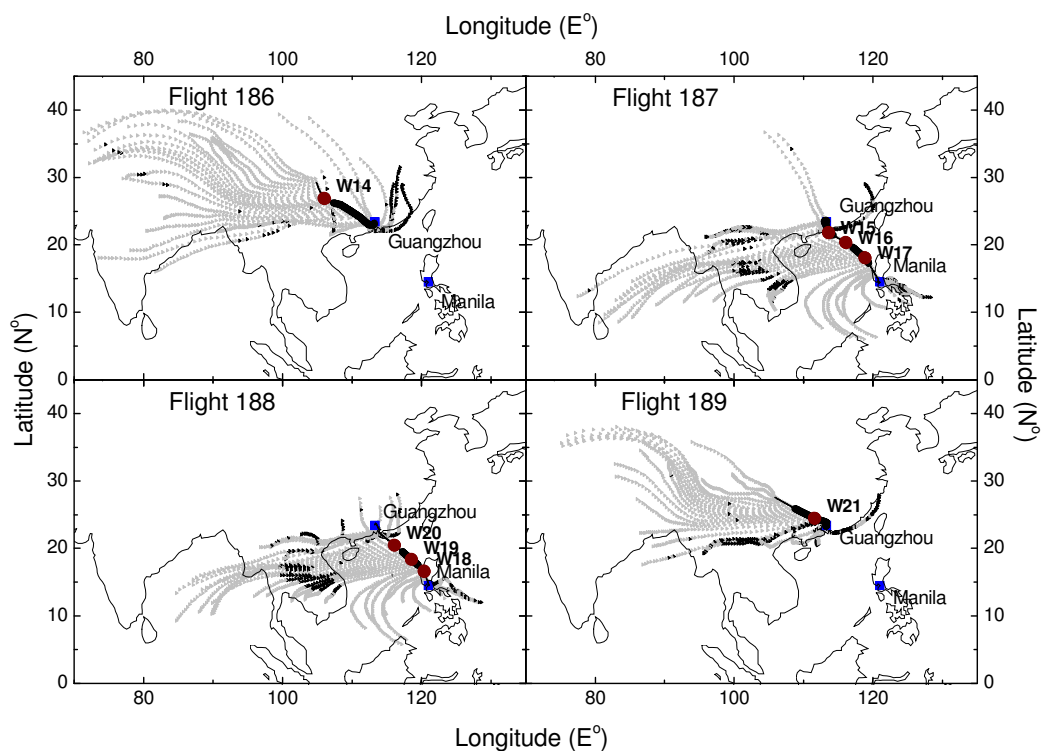 Longitude (E°)
80 100 120 80 100 120
Flight 186 Flight 187
40 40
W14
30 30
Guangzhou
W15
20 Guangzhou W16 20
W17
Manila
10 Manila 10
0 0
Latitude (N°) Latitude (N°)
Flight 188 Flight 189
40 40
30 30
W21
Guangzhou
W20 Guangzhou
20 W19 20
W18
Manila
Manila
10 10
0 0
80 100 120 80 100 120
Longitude (E°)